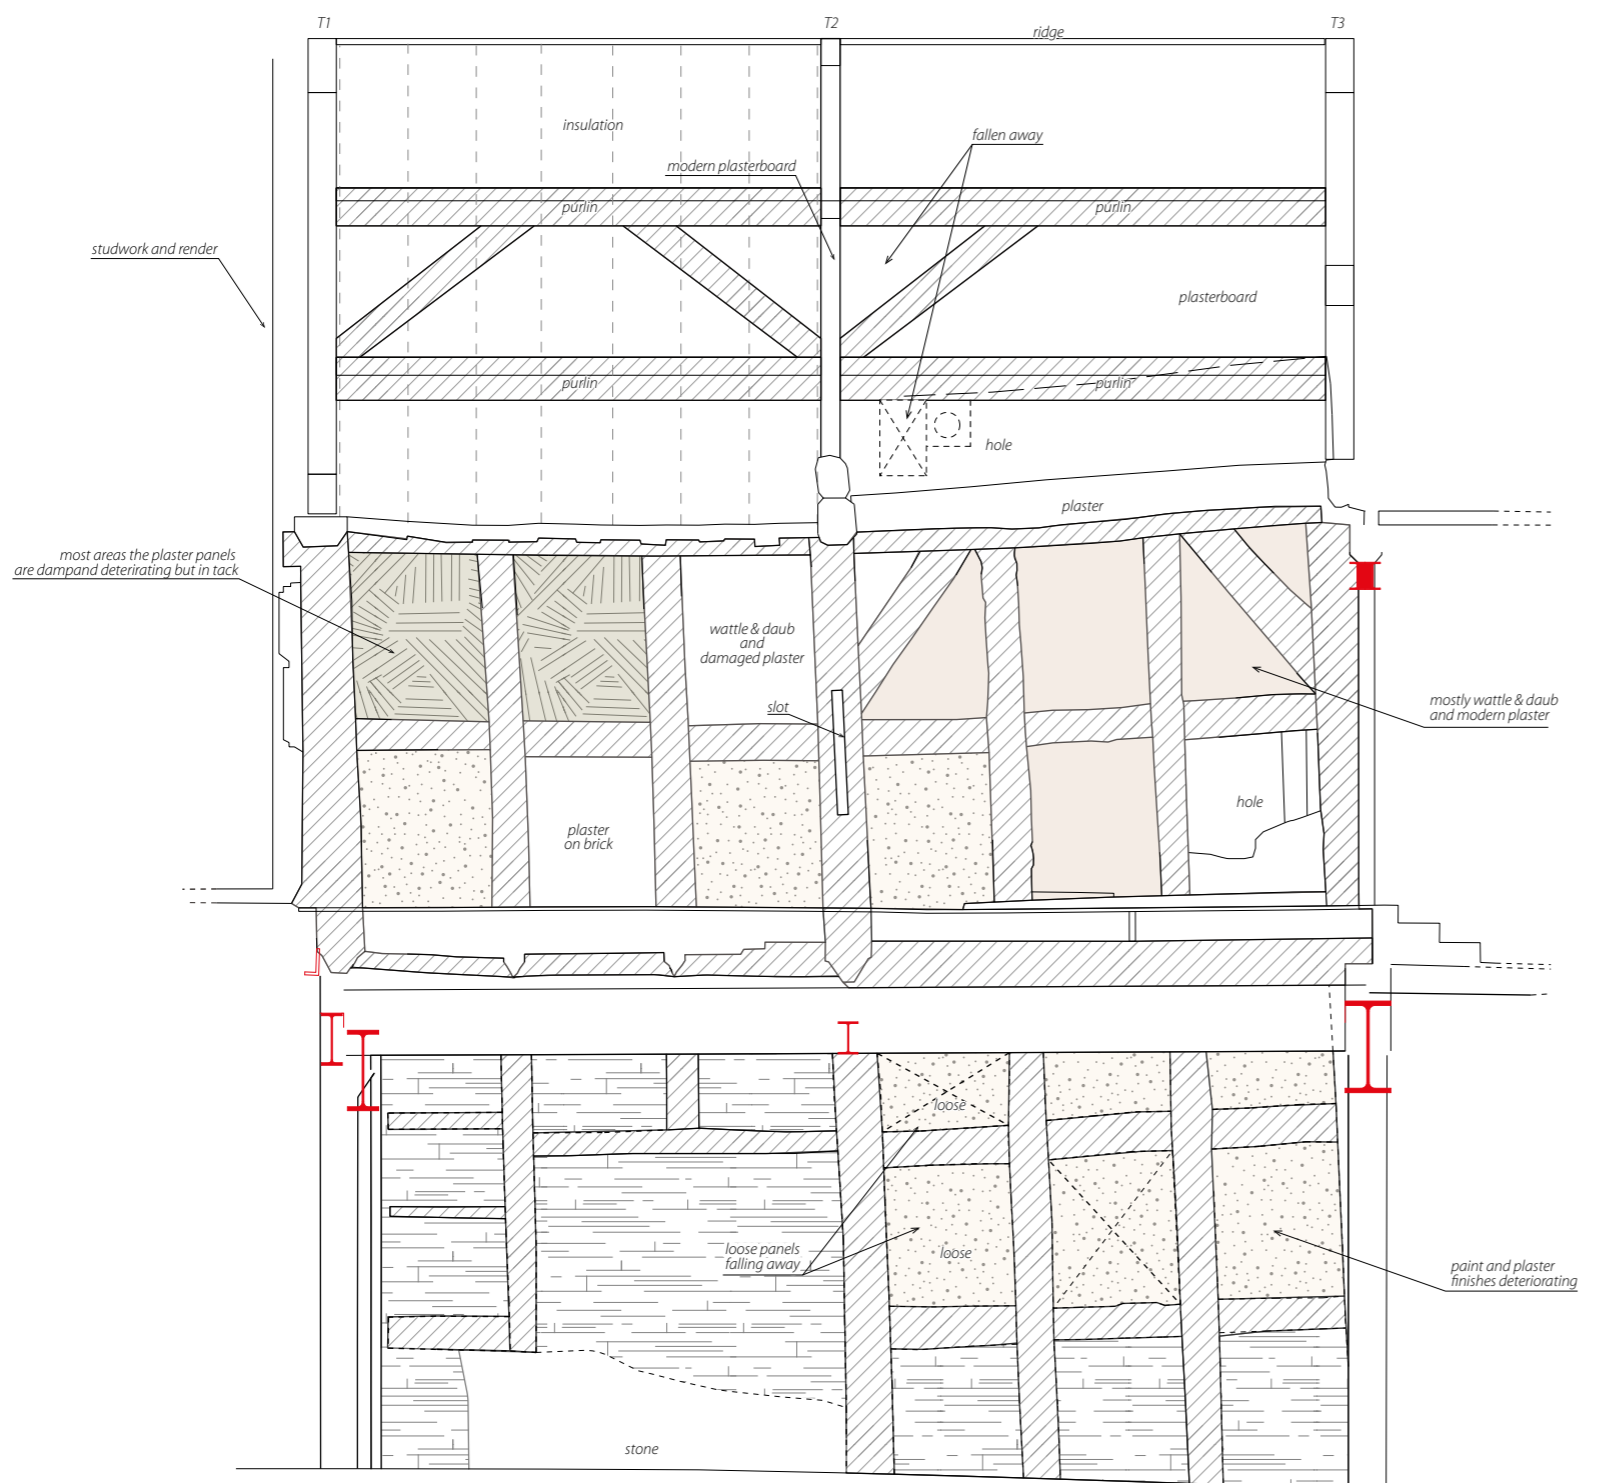 T1
T2
T3
ridge
insulation
fallen away
modern plasterboard
purlin
purlin
studwork and render
plasterboard
purlin
purlin
hole
plaster
most areas the plaster panels
are dampand deterirating but in tack
wattle & daub
and
damaged plaster
slot
mostly wattle & daub
and modern plaster
hole
plaster
on brick
loose
loose panels
falling away
loose
paint and plaster
finishes deteriorating
stone